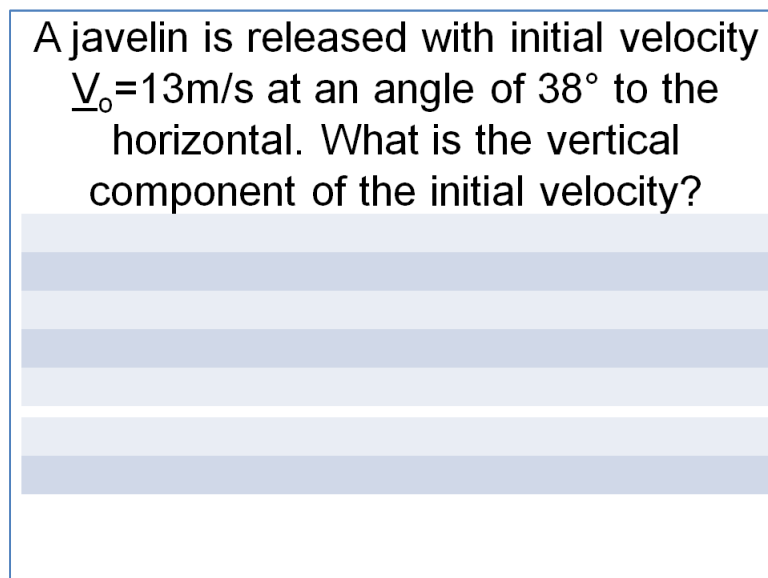 A javelin is released with initial velocity
V₀=13m/s at an angle of 38° to the
horizontal. What is the vertical
component of the initial velocity?